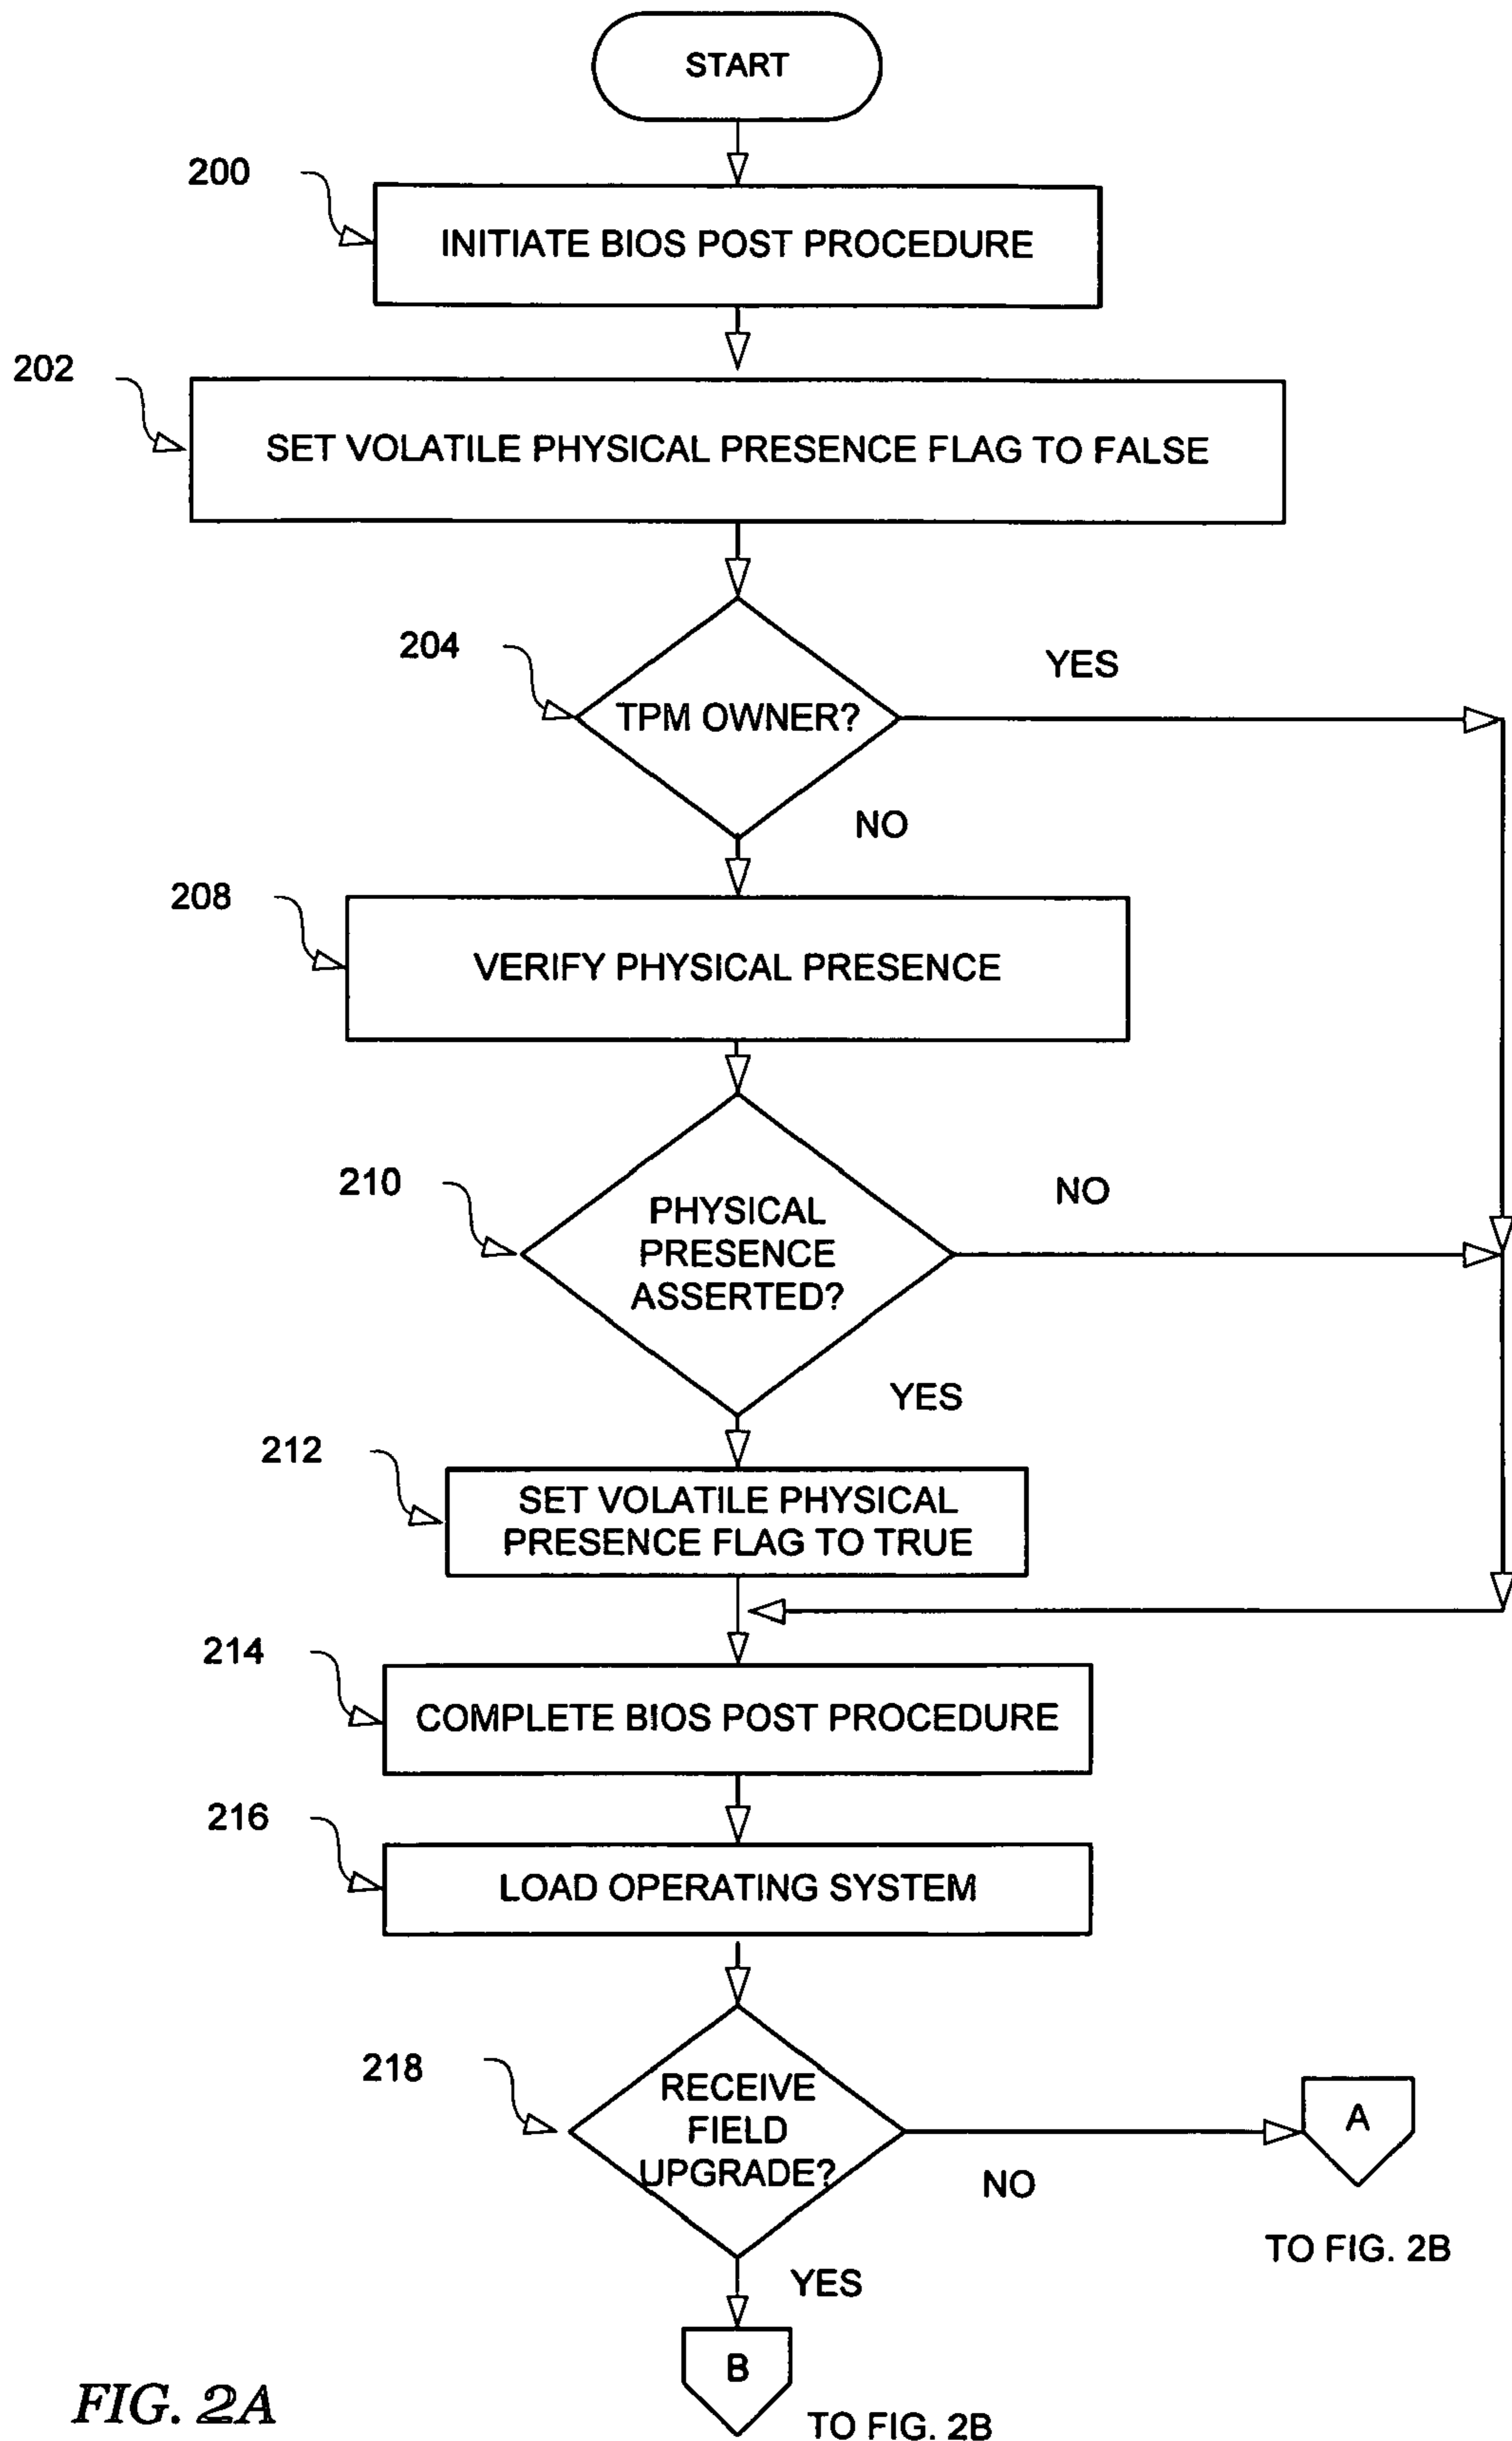 START
200
INITIATE BIOS POST PROCEDURE
202
SET VOLATILE PHYSICAL PRESENCE FLAG TO FALSE
204
TPM OWNER?
YES
NO
208
VERIFY PHYSICAL PRESENCE
210
PHYSICAL
PRESENCE
ASSERTED?
NO
YES
212
SET VOLATILE PHYSICAL
PRESENCE FLAG TO TRUE
214
COMPLETE BIOS POST PROCEDURE
216
LOAD OPERATING SYSTEM
218
RECEIVE
FIELD
UPGRADE?
NO
A
TO FIG. 2B
YES
B
TO FIG. 2B
FIG. 2A